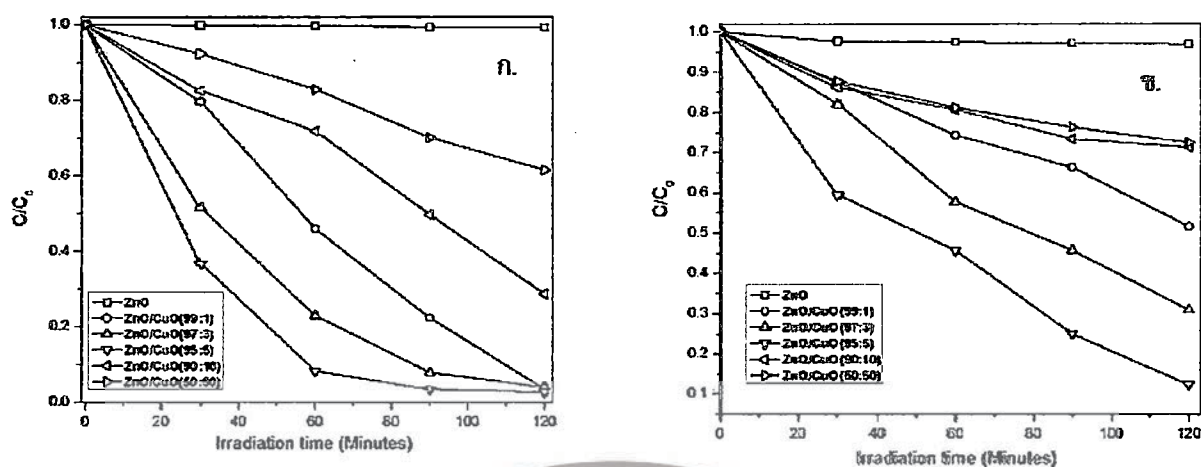 1.0
0.8
0.6
0.4
0.2
0.0
C/C₀
ก.
ZnO
ZnO/CuO(99:1)
ZnO/CuO(97:3)
ZnO/CuO(95:5)
ZnO/CuO(90:10)
ZnO/CuO(50:50)
0 20 40 60 80 100 120
Irradiation time (Minutes)
1.0
0.9
0.8
0.7
0.6
0.5
0.4
0.3
0.2
0.1
C/C₀
ZnO
ZnO/CuO(99:1)
ZnO/CuO(97:3)
ZnO/CuO(95:5)
ZnO/CuO(90:10)
ZnO/CuO(50:50)
0 20 40 60 80 100 120
Irradiation time (Minutes)